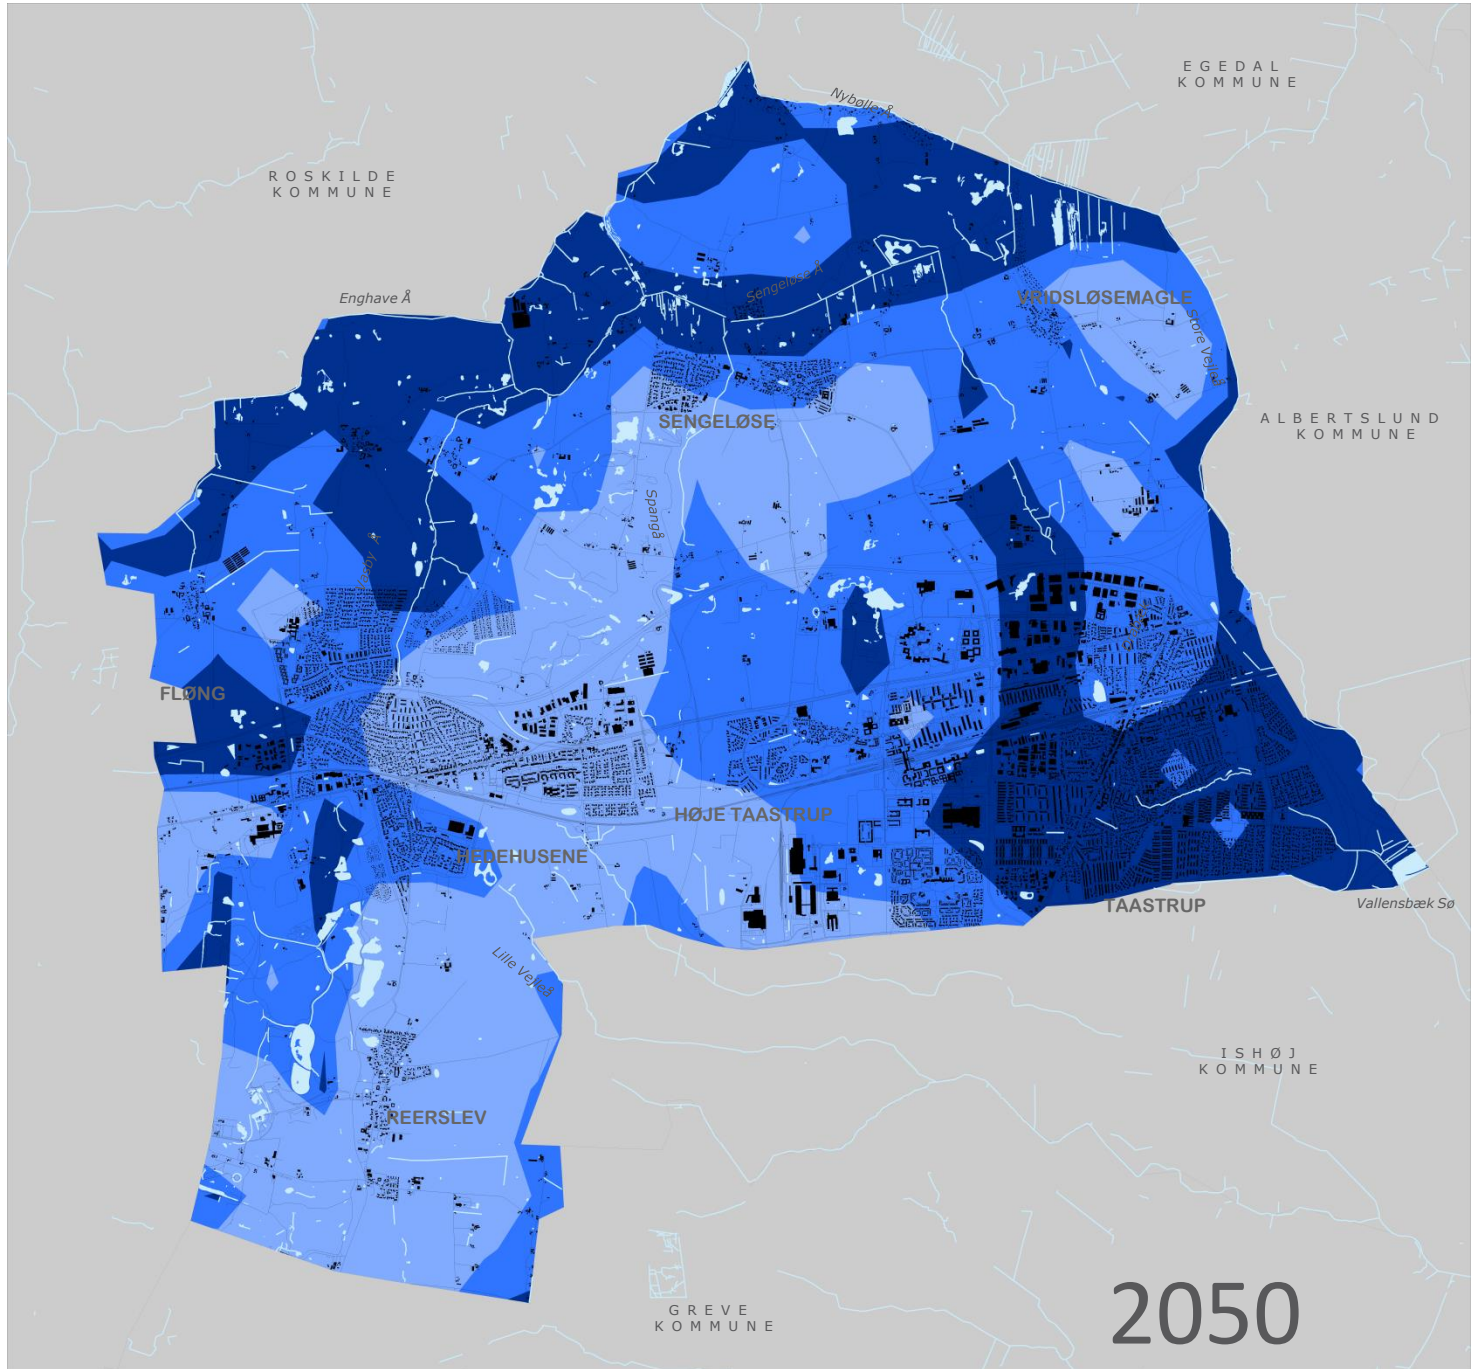 EGEDAL
KOMMUNE
Nybølle Å
ROSKILDE
KOMMUNE
Sengeløse Å
Enghave Å
VRIDSLØSEMAGLE
Store Vejleå
SENGELØSE
ALBERTSLUND
KOMMUNE
Spangå
FLØNG
HØJE TAASTRUP
HEDEHUSENE
TAASTRUP
Vallensbæk Sø
Lille Vejleå
ISHØJ
KOMMUNE
REERSLEV
GREVE
KOMMUNE
2050